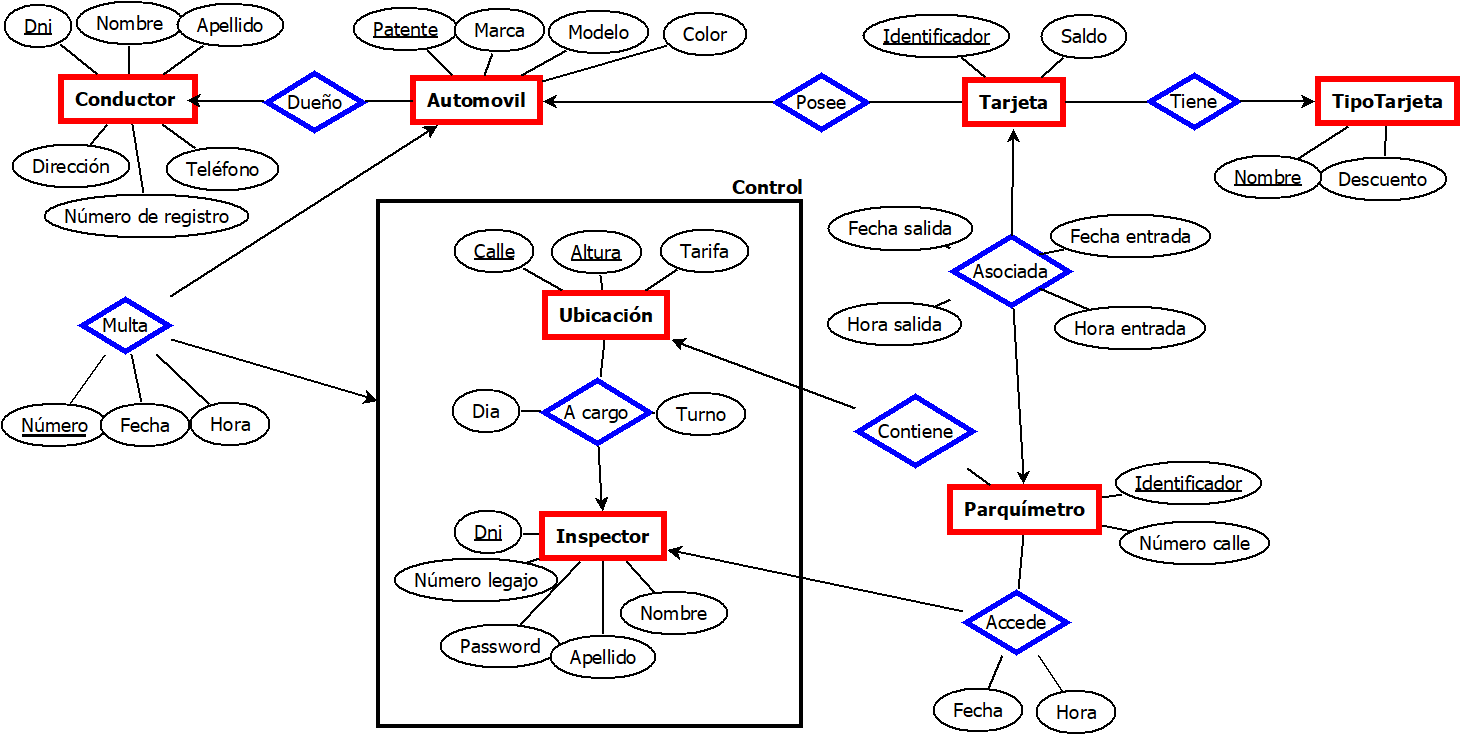 Dni
Nombre
Apellido
Patente
Marca
Modelo
Color
Identificador
Saldo
Conductor
Dueño
Automovil
Posee
Tarjeta
Tiene
TipoTarjeta
Dirección
Teléfono
Número de registro
Nombre
Descuento
Control
Calle
Altura
Tarifa
Fecha salida
Fecha entrada
Asociada
Hora salida
Hora entrada
Ubicación
Multa
Número
Fecha
Hora
Dia
A cargo
Turno
Contiene
Identificador
Parquímetro
Número calle
Dni
Inspector
Número legajo
Nombre
Password
Apellido
Accede
Fecha
Hora